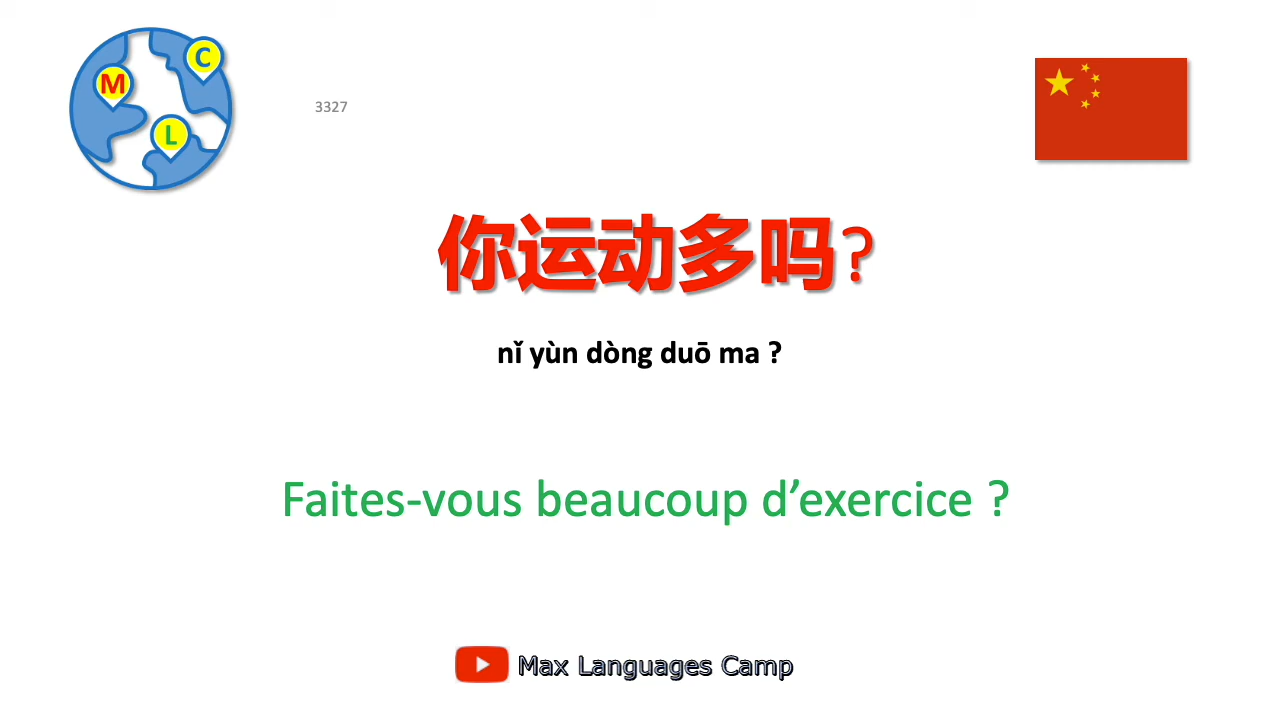 M
C
L
3327
你运动多吗?
nǐ yùn dòng duō ma ?
Faites-vous beaucoup d’exercice ?
Max Languages Camp